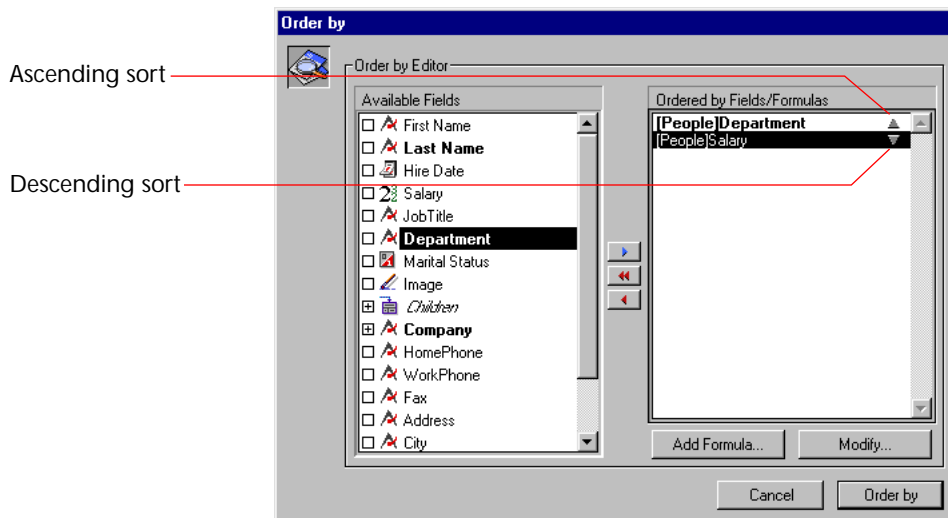 Order by
Order by Editor
Ascending sort
Available Fields
Ordered by Fields/Formulas
First Name
[People]Department
Last Name
[People]Salary
Hire Date
Descending sort
Salary
JobTitle
Department
Marital Status
Image
Children
Company
HomePhone
WorkPhone
Fax
Address
City
Add Formula...
Modify...
Cancel
Order by